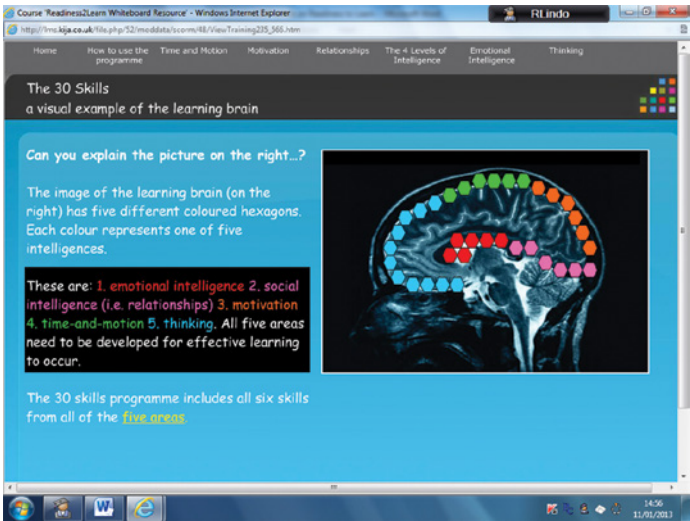 Course 'Readiness2Learn Whiteboard Resource' - Windows Internet Explorer
RLindo
Home How to use the programme Time and Motion Motivation Relationships The 4 Levels of Intelligence Emotional Intelligence Thinking
The 30 Skills
a visual example of the learning brain
Can you explain the picture on the right...?
The image of the learning brain (on the
right) has five different coloured hexagons.
Each colour represents one of five
intelligences.
These are: 1. emotional intelligence 2. social
intelligence (i.e. relationships) 3. motivation
4. time-and-motion 5. thinking. All five areas
need to be developed for effective learning
to occur.
The 30 skills programme includes all six skills
from all of the five areas.
14:56
11/01/2013